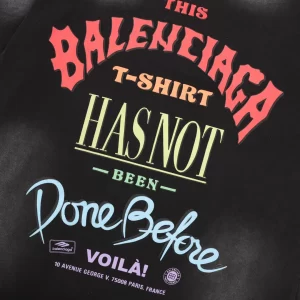 THIS
BALENCIAGA
T-SHIRT
HAS NOT
- BEEN -
Done Before
VOILÀ!
10 AVENUE GEORGE V. 75008 PARIS, FRANCE